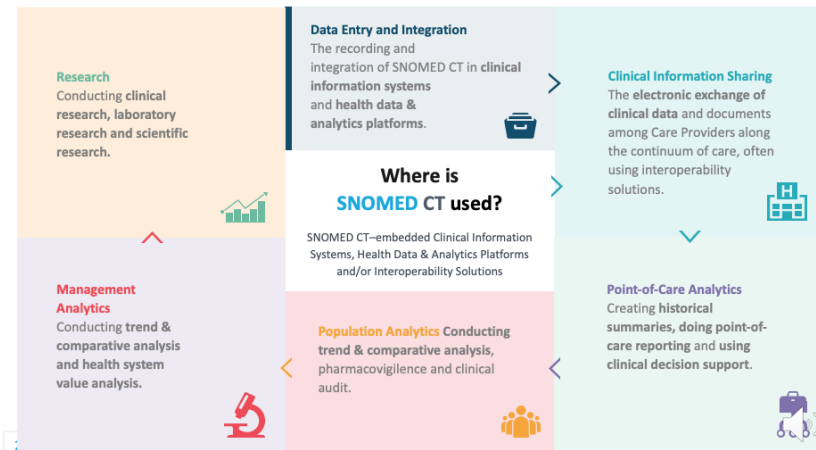 Data Entry and Integration
The recording and
integration of SNOMED CT in clinical
information systems
and health data &
analytics platforms.
Research
Conducting clinical
research, laboratory
research and scientific
research.
Clinical Information Sharing
The electronic exchange of
clinical data and documents
among Care Providers along
the continuum of care, often
using interoperability
solutions.
H
Where is
SNOMED CT used?
SNOMED CT–embedded Clinical Information
Systems, Health Data & Analytics Platforms
and/or Interoperability Solutions
Management
Analytics
Conducting trend &
comparative analysis
and health system
value analysis.
Population Analytics Conducting
trend & comparative analysis,
pharmacovigilence and clinical
audit.
Point-of-Care Analytics
Creating historical
summaries, doing point-of-
care reporting and using
clinical decision support.